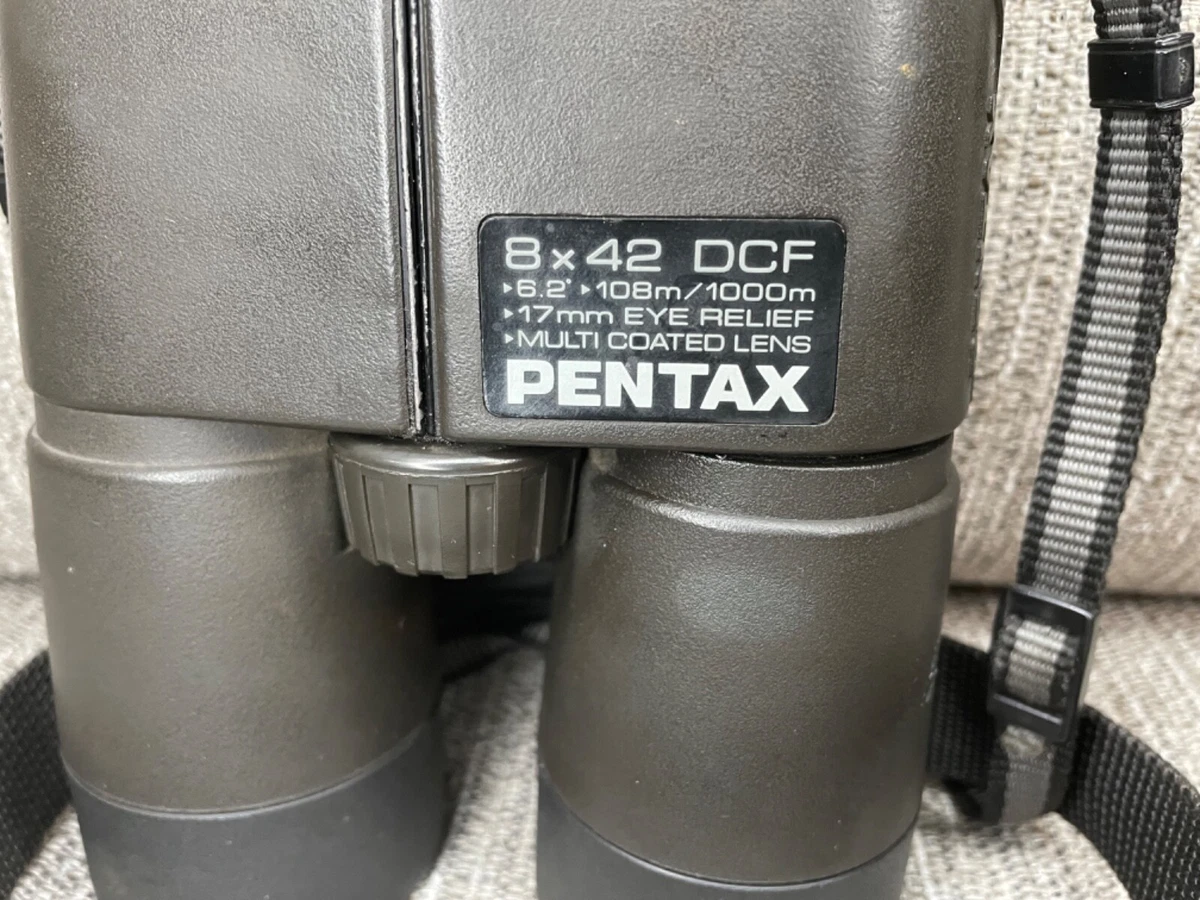 8×42 DCF
▸6.2° ▸108m/1000m
▸17mm EYE RELIEF
▸MULTI COATED LENS
PENTAX